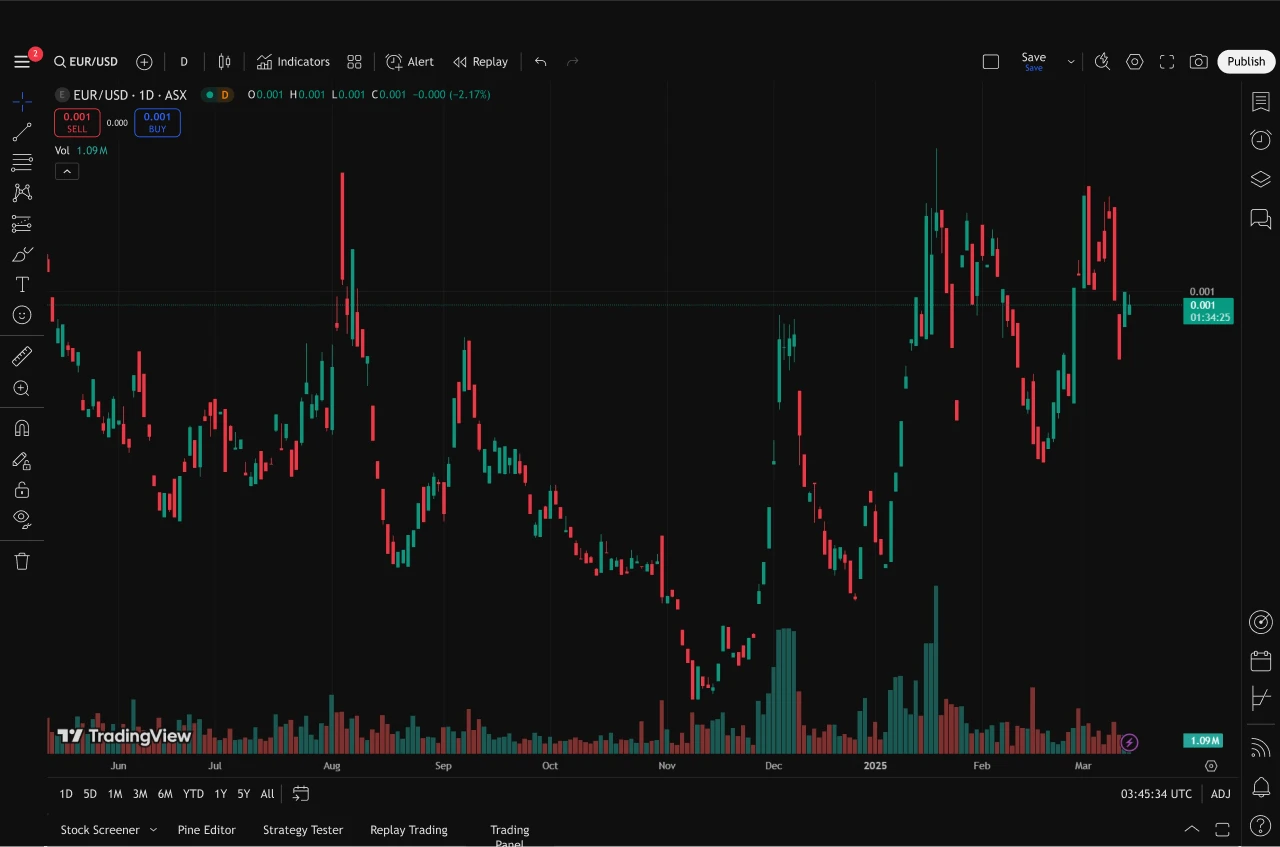 2
EUR/USD D Indicators Alert Replay Save Publish
Save
E EUR/USD · 1D · ASX D O0.001 H0.001 L0.001 C0.001 −0.000 (−2.17%)
0.001 SELL 0.000 0.001 BUY
Vol 1.09M
0.001
0.001
01:34:25
TradingView
1.09M
Jun Jul Aug Sep Oct Nov Dec 2025 Feb Mar
1D 5D 1M 3M 6M YTD 1Y 5Y All 03:45:34 UTC ADJ
Stock Screener Pine Editor Strategy Tester Replay Trading Trading
Panel